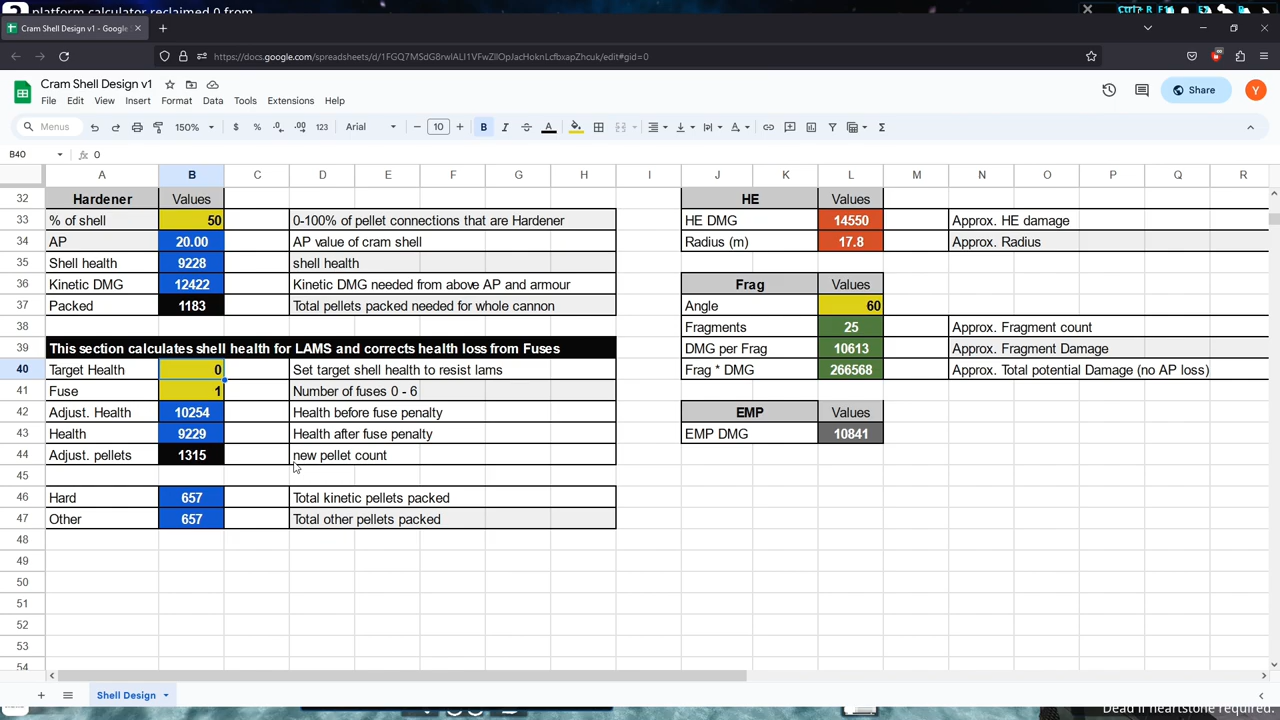 platform calculator reclaimed 0 from
Cram Shell Design v1 - Google
https://docs.google.com/spreadsheets/d/1FGQ7MSdG8rwlALI1VFwZlIOpJacHoknLcfbxapZhcuk/edit#gid=0
Cram Shell Design v1
File Edit View Insert Format Data Tools Extensions Help
Share
Y
Menus 150% $ % .0 .00 123 Arial 10 B I A
B40 fx 0
A B C D E F G H I J K L M N O P Q R
32 Hardener Values HE Values
33 % of shell 50 0-100% of pellet connections that are Hardener HE DMG 14550 Approx. HE damage
34 AP 20.00 AP value of cram shell Radius (m) 17.8 Approx. Radius
35 Shell health 9228 shell health
36 Kinetic DMG 12422 Kinetic DMG needed from above AP and armour Frag Values
37 Packed 1183 Total pellets packed needed for whole cannon Angle 60
38 Fragments 25 Approx. Fragment count
39 This section calculates shell health for LAMS and corrects health loss from Fuses DMG per Frag 10613 Approx. Fragment Damage
40 Target Health 0 Set target shell health to resist lams Frag * DMG 266568 Approx. Total potential Damage (no AP loss)
41 Fuse 1 Number of fuses 0 - 6
42 Adjust. Health 10254 Health before fuse penalty EMP Values
43 Health 9229 Health after fuse penalty EMP DMG 10841
44 Adjust. pellets 1315 new pellet count
45
46 Hard 657 Total kinetic pellets packed
47 Other 657 Total other pellets packed
48
49
50
51
52
53
54
Shell Design
Dead if heartstone required.